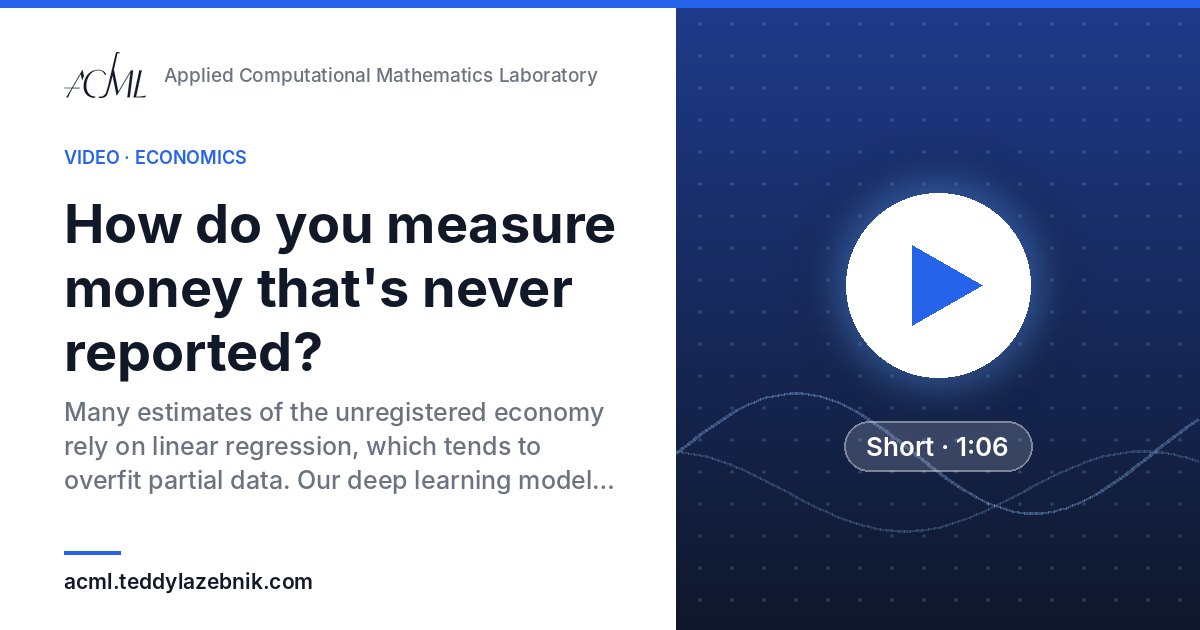 ACML
Applied Computational Mathematics Laboratory
VIDEO · ECONOMICS
How do you measure
money that's never
reported?
Many estimates of the unregistered economy
rely on linear regression, which tends to
overfit partial data. Our deep learning model...
Short · 1:06
acml.teddylazebnik.com